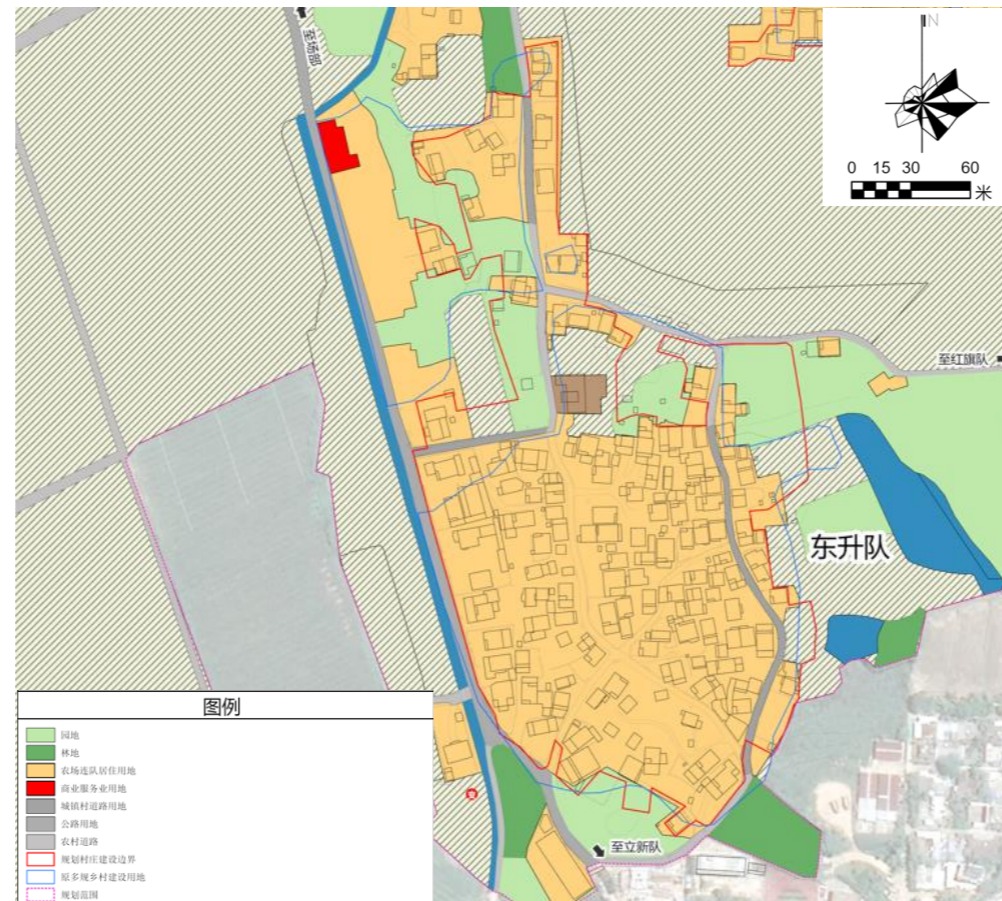 至场部
N
0 15 30 60
米
至红旗队
东升队
图例
园地
林地
农场连队居住用地
商业服务业用地
城镇村道路用地
公路用地
农村道路
规划村庄建设边界
原多规乡村建设用地
规划范围
变
至立新队